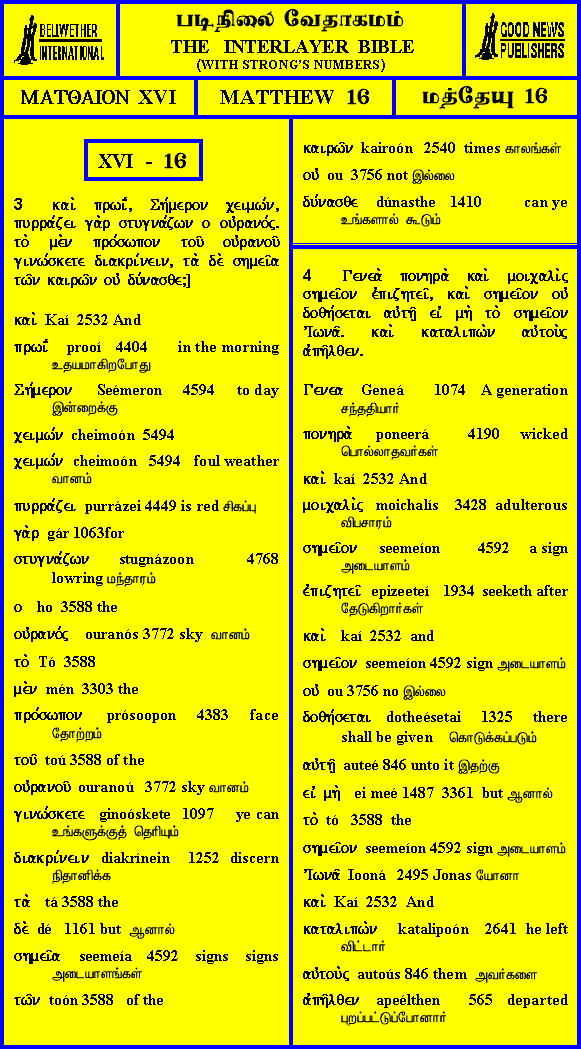 BELLWETHER
INTERNATIONAL
படிநிலை வேதாகமம்
THE INTERLAYER BIBLE
(WITH STRONG'S NUMBERS)
GOOD NEWS
PUBLISHERS
ΜΑΤΘΑΙΟΝ XVI
MATTHEW 16
மத்தேயு 16
XVI - 16
3 καὶ πρωΐ, Σήμερον χειμών,
πυρράζει γὰρ στυγνάζων ο οὐρανός.
τὸ μὲν πρόσωπον τοῦ οὐρανοῦ
γινώσκετε διακρίνειν, τὰ δὲ σημεῖα
τῶν καιρῶν οὐ δύνασθε;]
καὶ Kaí 2532 And
πρωΐ prooí 4404 in the morning
உதயமாகிறபோது
Σήμερον Seémeron 4594 to day
இன்றைக்கு
χειμών cheimoón 5494
χειμών cheimoón 5494 foul weather
வானம்
πυρράζει purrázei 4449 is red சிகப்பு
γὰρ gár 1063for
στυγνάζων stugnázoon 4768
lowring மந்தாரம்
ο ho 3588 the
οὐρανός ouranós 3772 sky வானம்
τὸ Tó 3588
μὲν mén 3303 the
πρόσωπον prósoopon 4383 face
தோற்றம்
τοῦ toú 3588 of the
οὐρανοῦ ouranoú 3772 sky வானம்
γινώσκετε ginoóskete 1097 ye can
உங்களுக்குத் தெரியும்
διακρίνειν diakrínein 1252 discern
நிதானிக்க
τὰ tá 3588 the
δὲ dé 1161 but ஆனால்
σημεῖα seemeía 4592 signs signs
அடையாளங்கள்
τῶν toón 3588 of the
καιρῶν kairoón 2540 times காலங்கள்
οὐ ou 3756 not இல்லை
δύνασθε dúnasthe 1410 can ye
உங்களால் கூடும்
4 Γενεὰ πονηρὰ καὶ μοιχαλὶς
σημεῖον ἐπιζητεῖ, καὶ σημεῖον οὐ
δοθήσεται αὐτῇ εἰ μὴ τὸ σημεῖον
Ἰωνᾶ. καὶ καταλιπὼν αὐτοὺς
ἀπῆλθεν.
Γενεα Geneá 1074 A generation
சந்ததியார்
πονηρὰ poneerá 4190 wicked
பொல்லாதவர்கள்
καὶ kaí 2532 And
μοιχαλὶς moichalís 3428 adulterous
விபசாரம்
σημεῖον seemeíon 4592 a sign
அடையாளம்
ἐπιζητεῖ epizeeteí 1934 seeketh after
தேடுகிறார்கள்
καὶ kaí 2532 and
σημεῖον seemeíon 4592 sign அடையாளம்
οὐ ou 3756 no இல்லை
δοθήσεται dotheésetai 1325 there
shall be given கொடுக்கப்படும்
αὐτῇ auteé 846 unto it இதற்கு
εἰ μὴ ei meé 1487 3361 but ஆனால்
τὸ tó 3588 the
σημεῖον seemeíon 4592 sign அடையாளம்
Ἰωνᾶ Iooná 2495 Jonas யோனா
καὶ Kaí 2532 And
καταλιπὼν katalipoón 2641 he left
விட்டார்
αὐτοὺς autoús 846 them அவர்களை
ἀπῆλθεν apeélthen 565 departed
புறப்பட்டுப்போனார்